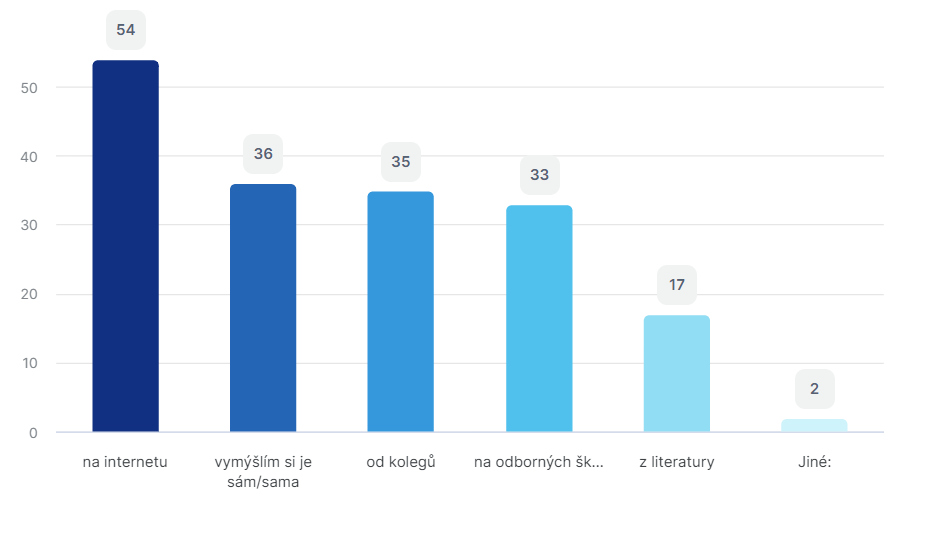 54
50
36
40
35
33
30
20
17
10
2
0
na internetu
vymýšlím si je
sám/sama
od kolegů
na odborných šk...
z literatury
Jiné: